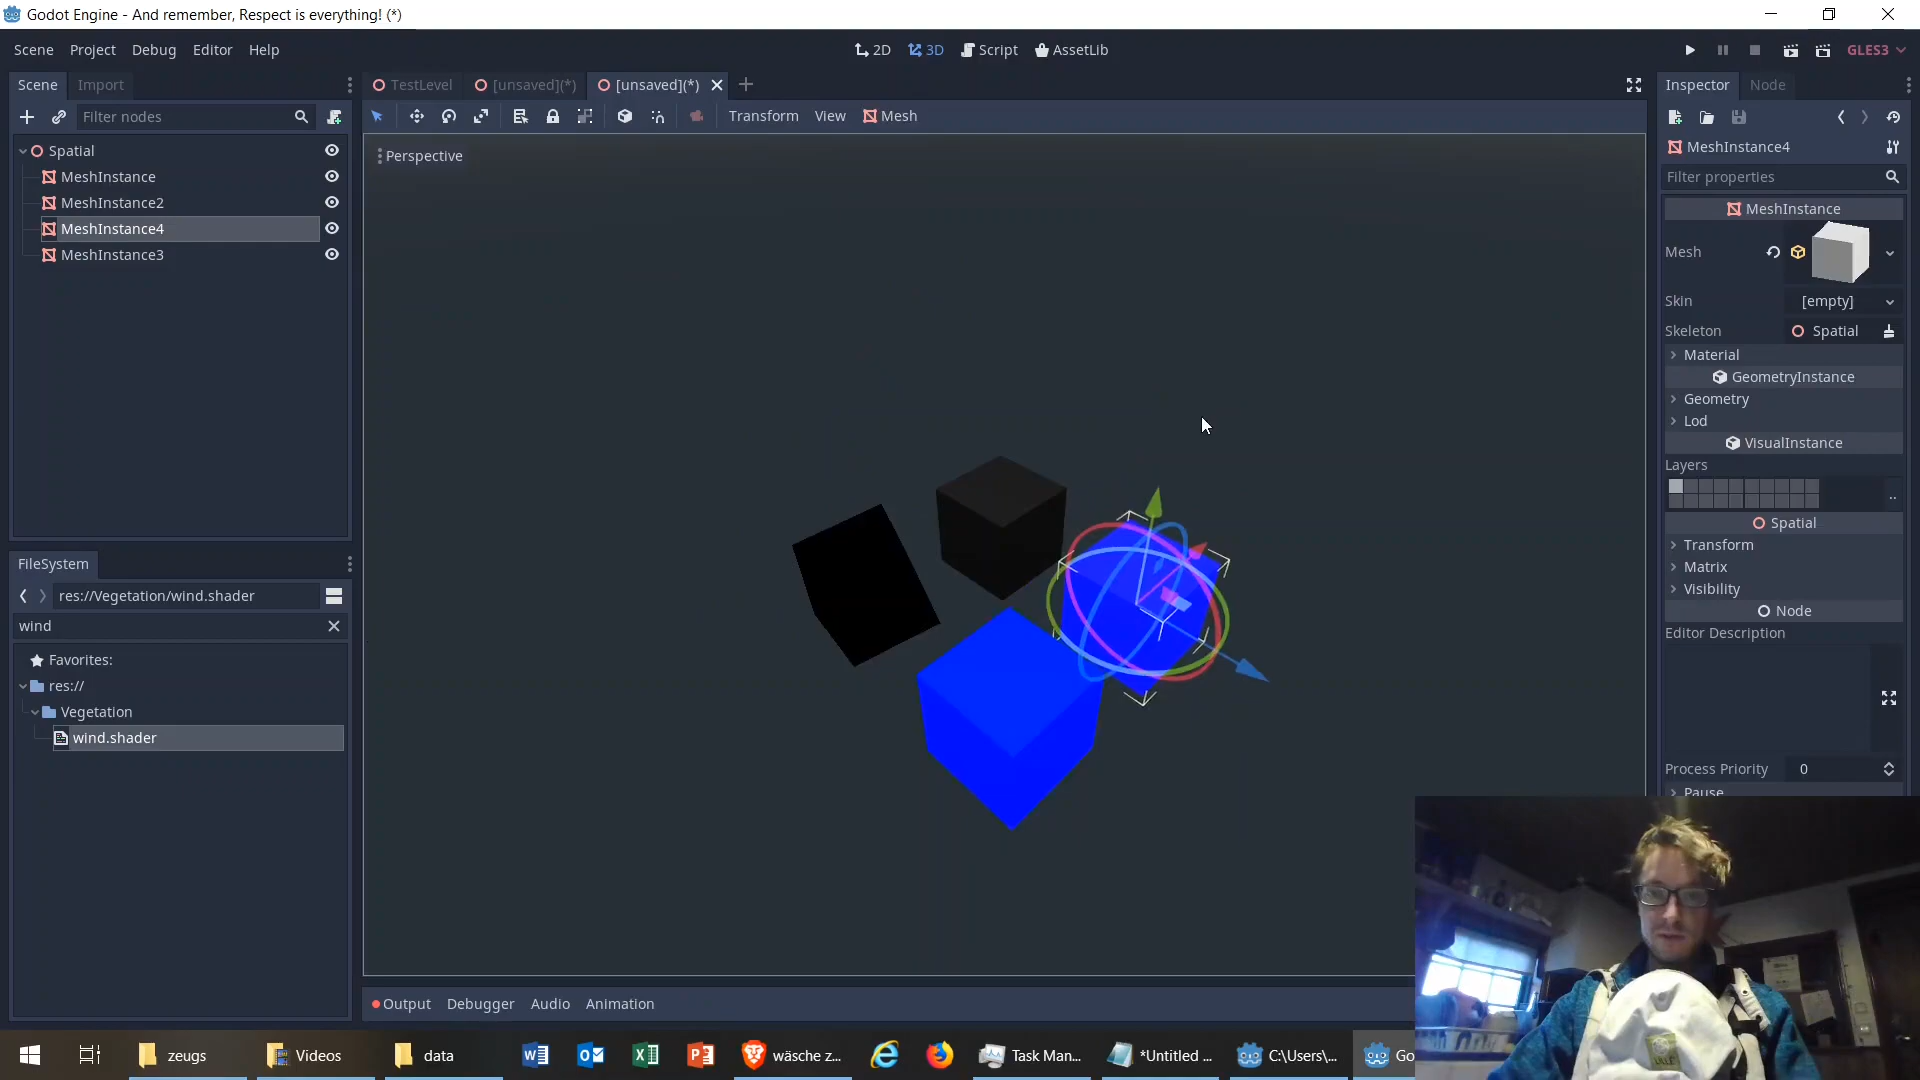 Godot Engine - And remember, Respect is everything! (*)
Scene Project Debug Editor Help
2D 3D Script AssetLib
GLES3
Scene Import
TestLevel [unsaved](*) [unsaved](*)
Inspector Node
Filter nodes
Transform View Mesh
Spatial
MeshInstance
MeshInstance2
MeshInstance4
MeshInstance3
Perspective
MeshInstance4
Filter properties
MeshInstance
Mesh
Skin [empty]
Skeleton Spatial
Material
GeometryInstance
Geometry
Lod
VisualInstance
Layers
..
Spatial
Transform
Matrix
Visibility
Node
Editor Description
Process Priority 0
Pause
FileSystem
res://Vegetation/wind.shader
wind
Favorites:
res://
Vegetation
wind.shader
Output Debugger Audio Animation
zeugs Videos data wäsche z... Task Man... *Untitled ... C:\Users\... Go